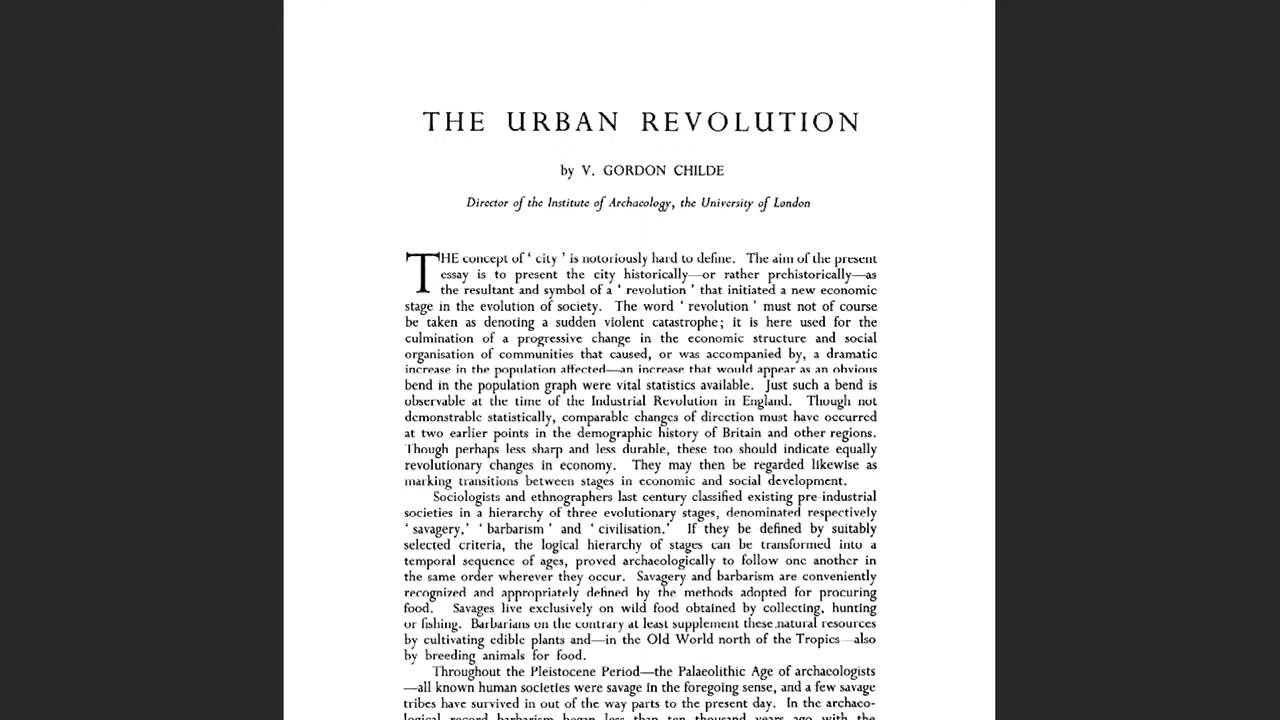 THE URBAN REVOLUTION
by V. GORDON CHILDE
Director of the Institute of Archaeology, the University of London
THE concept of ‘ city ’ is notoriously hard to define. The aim of the present
essay is to present the city historically—or rather prehistorically—as
the resultant and symbol of a ‘ revolution ’ that initiated a new economic
stage in the evolution of society. The word ‘ revolution ’ must not of course
be taken as denoting a sudden violent catastrophe; it is here used for the
culmination of a progressive change in the economic structure and social
organisation of communities that caused, or was accompanied by, a dramatic
increase in the population affected—an increase that would appear as an obvious
bend in the population graph were vital statistics available. Just such a bend is
observable at the time of the Industrial Revolution in England. Though not
demonstrable statistically, comparable changes of direction must have occurred
at two earlier points in the demographic history of Britain and other regions.
Though perhaps less sharp and less durable, these too should indicate equally
revolutionary changes in economy. They may then be regarded likewise as
marking transitions between stages in economic and social development.
Sociologists and ethnographers last century classified existing pre-industrial
societies in a hierarchy of three evolutionary stages, denominated respectively
‘ savagery,’ ‘ barbarism ’ and ‘ civilisation.’ If they be defined by suitably
selected criteria, the logical hierarchy of stages can be transformed into a
temporal sequence of ages, proved archaeologically to follow one another in
the same order wherever they occur. Savagery and barbarism are conveniently
recognized and appropriately defined by the methods adopted for procuring
food. Savages live exclusively on wild food obtained by collecting, hunting
or fishing. Barbarians on the contrary at least supplement these natural resources
by cultivating edible plants and—in the Old World north of the Tropics—also
by breeding animals for food.
Throughout the Pleistocene Period—the Palaeolithic Age of archaeologists
—all known human societies were savage in the foregoing sense, and a few savage
tribes have survived in out of the way parts to the present day. In the archaeo-
logical record barbarism began less than ten thousand years ago with the